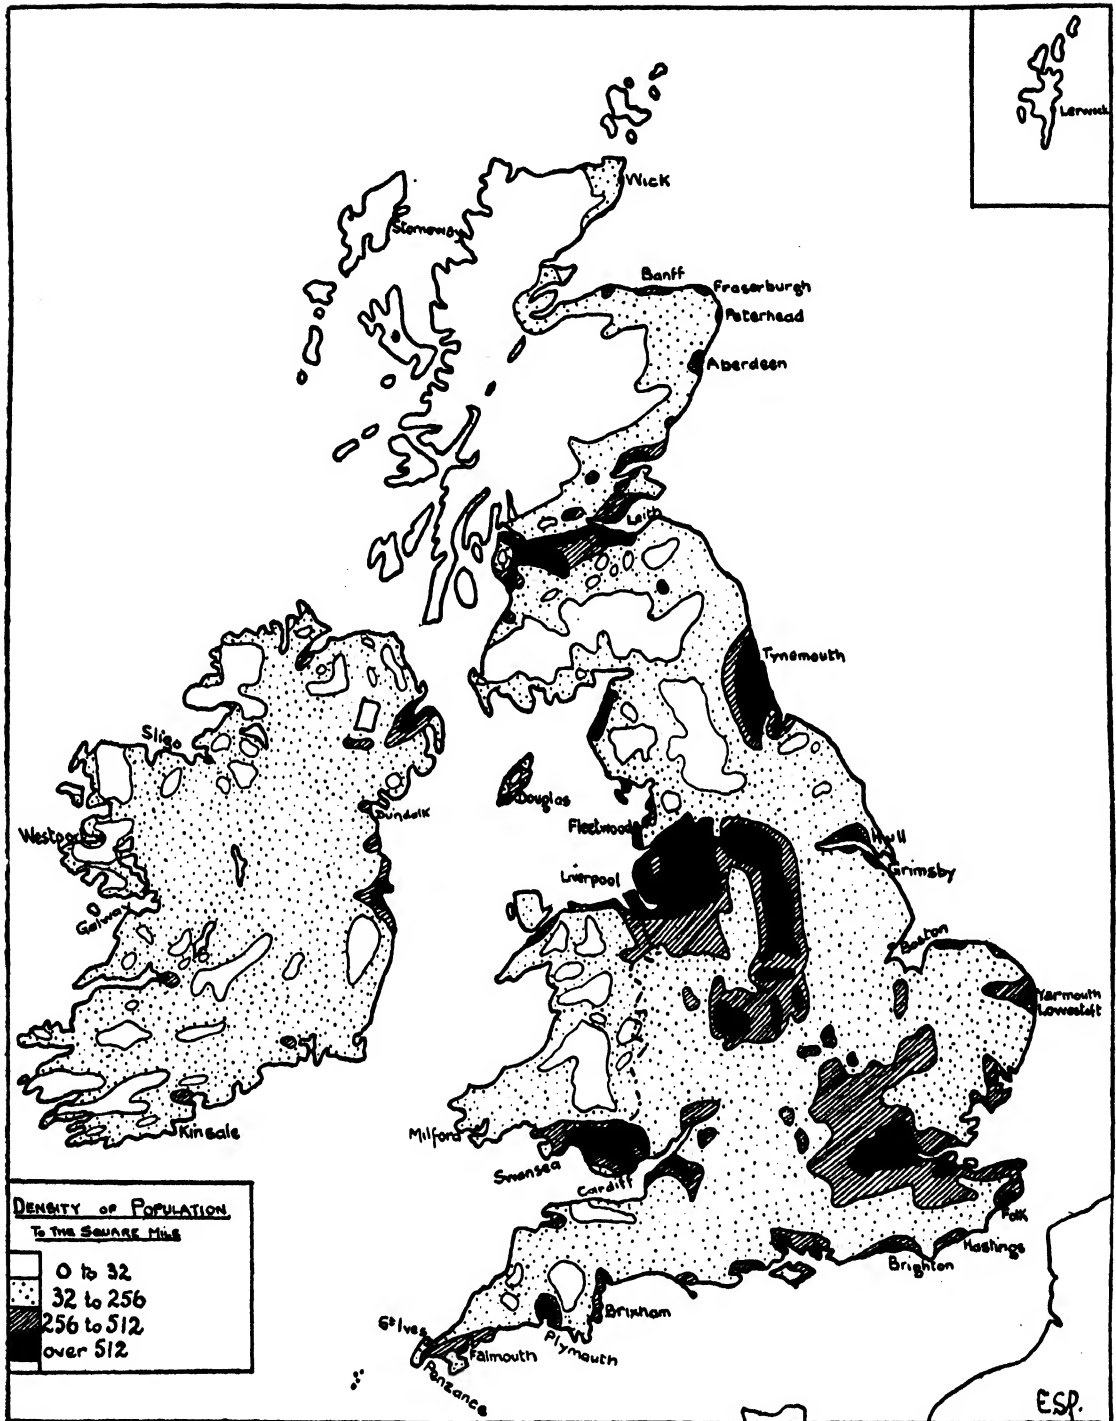 Lerwick
Wick
Stornoway
Banff
Fraserburgh
Peterhead
Aberdeen
Leith
Tynemouth
Sligo
Douglas
Dundalk
Westport
Fleetwood
Hull
Grimsby
Liverpool
Galway
Boston
Yarmouth
Lowestoft
Kinsale
Milford
Swansea
Cardiff
DENSITY OF POPULATION
TO THE SQUARE MILE
0 to 32
32 to 256
256 to 512
over 512
Folk
Hastings
Brighton
Brixham
St Ives
Plymouth
Falmouth
Penzance
ESP.